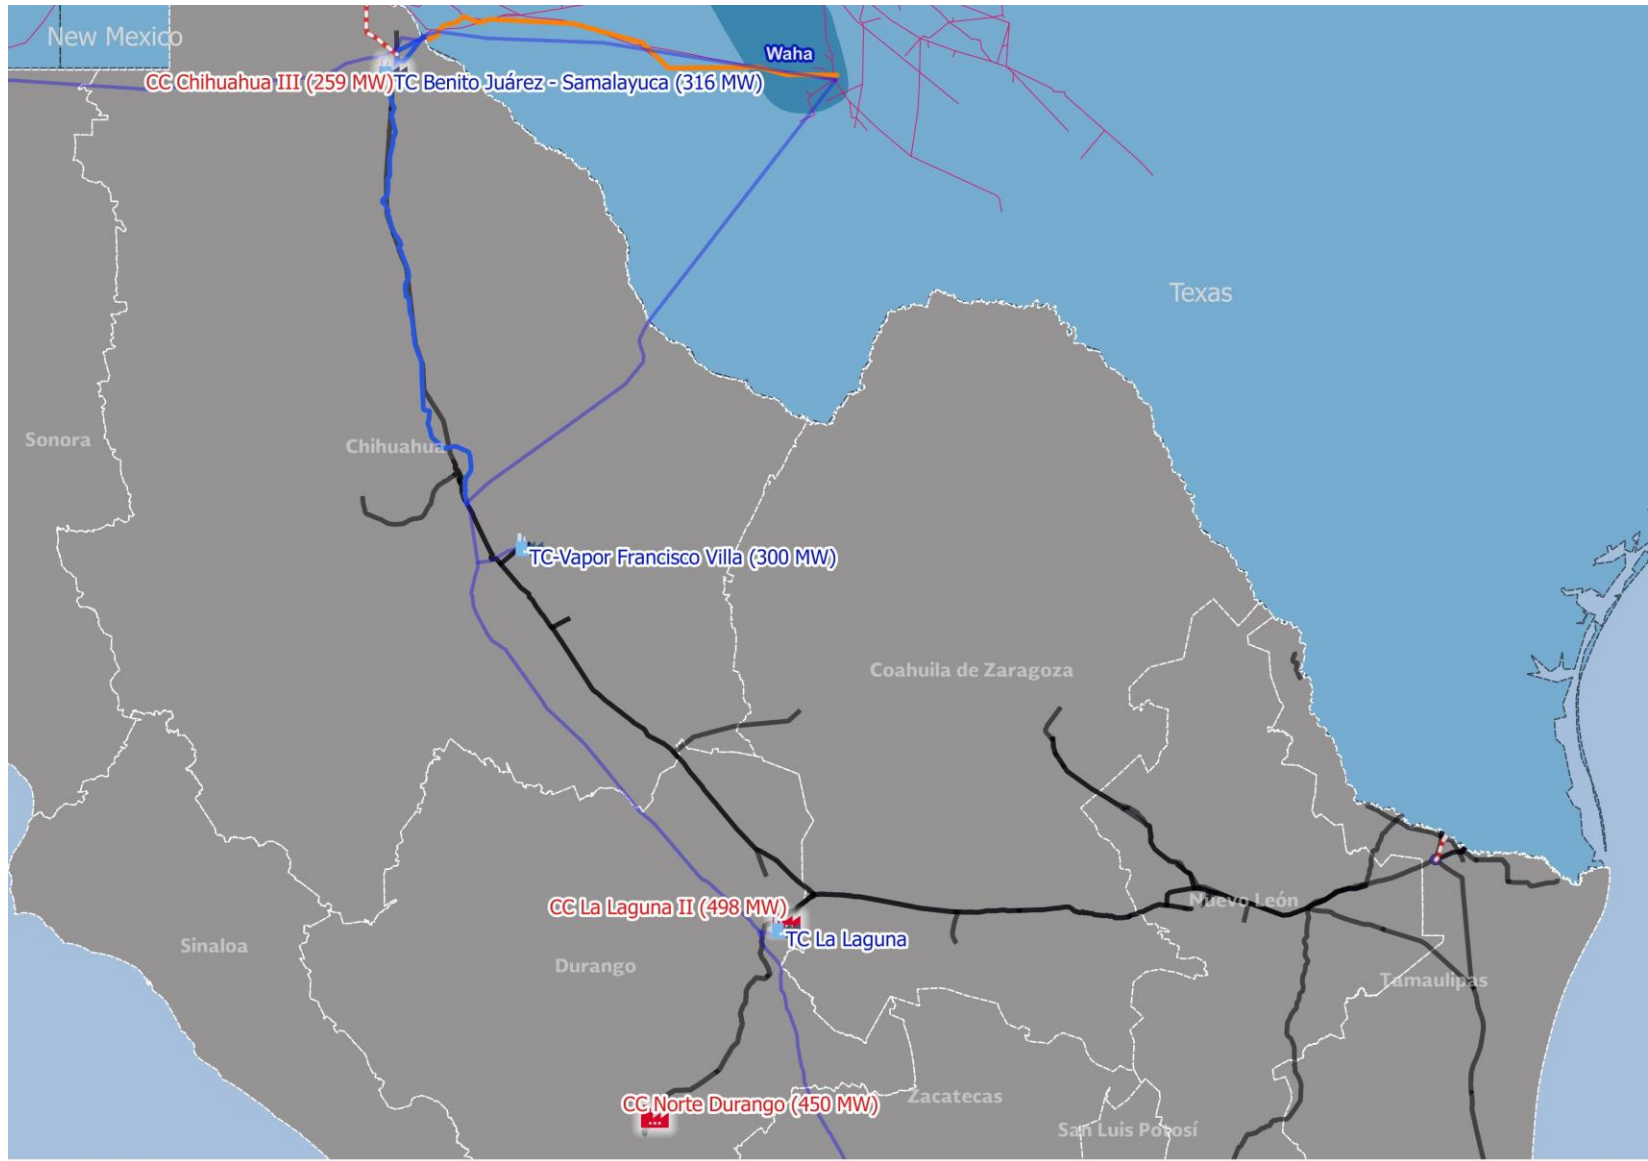 New Mexico
Waha
CC Chihuahua III (259 MW)
TC Benito Juárez - Samalayuca (316 MW)
Texas
Sonora
Chihuahua
TC-Vapor Francisco Villa (300 MW)
Coahuila de Zaragoza
CC La Laguna II (498 MW)
Nuevo León
TC La Laguna
Sinaloa
Durango
Tamaulipas
CC Norte Durango (450 MW)
Zacatecas
San Luis Potosí